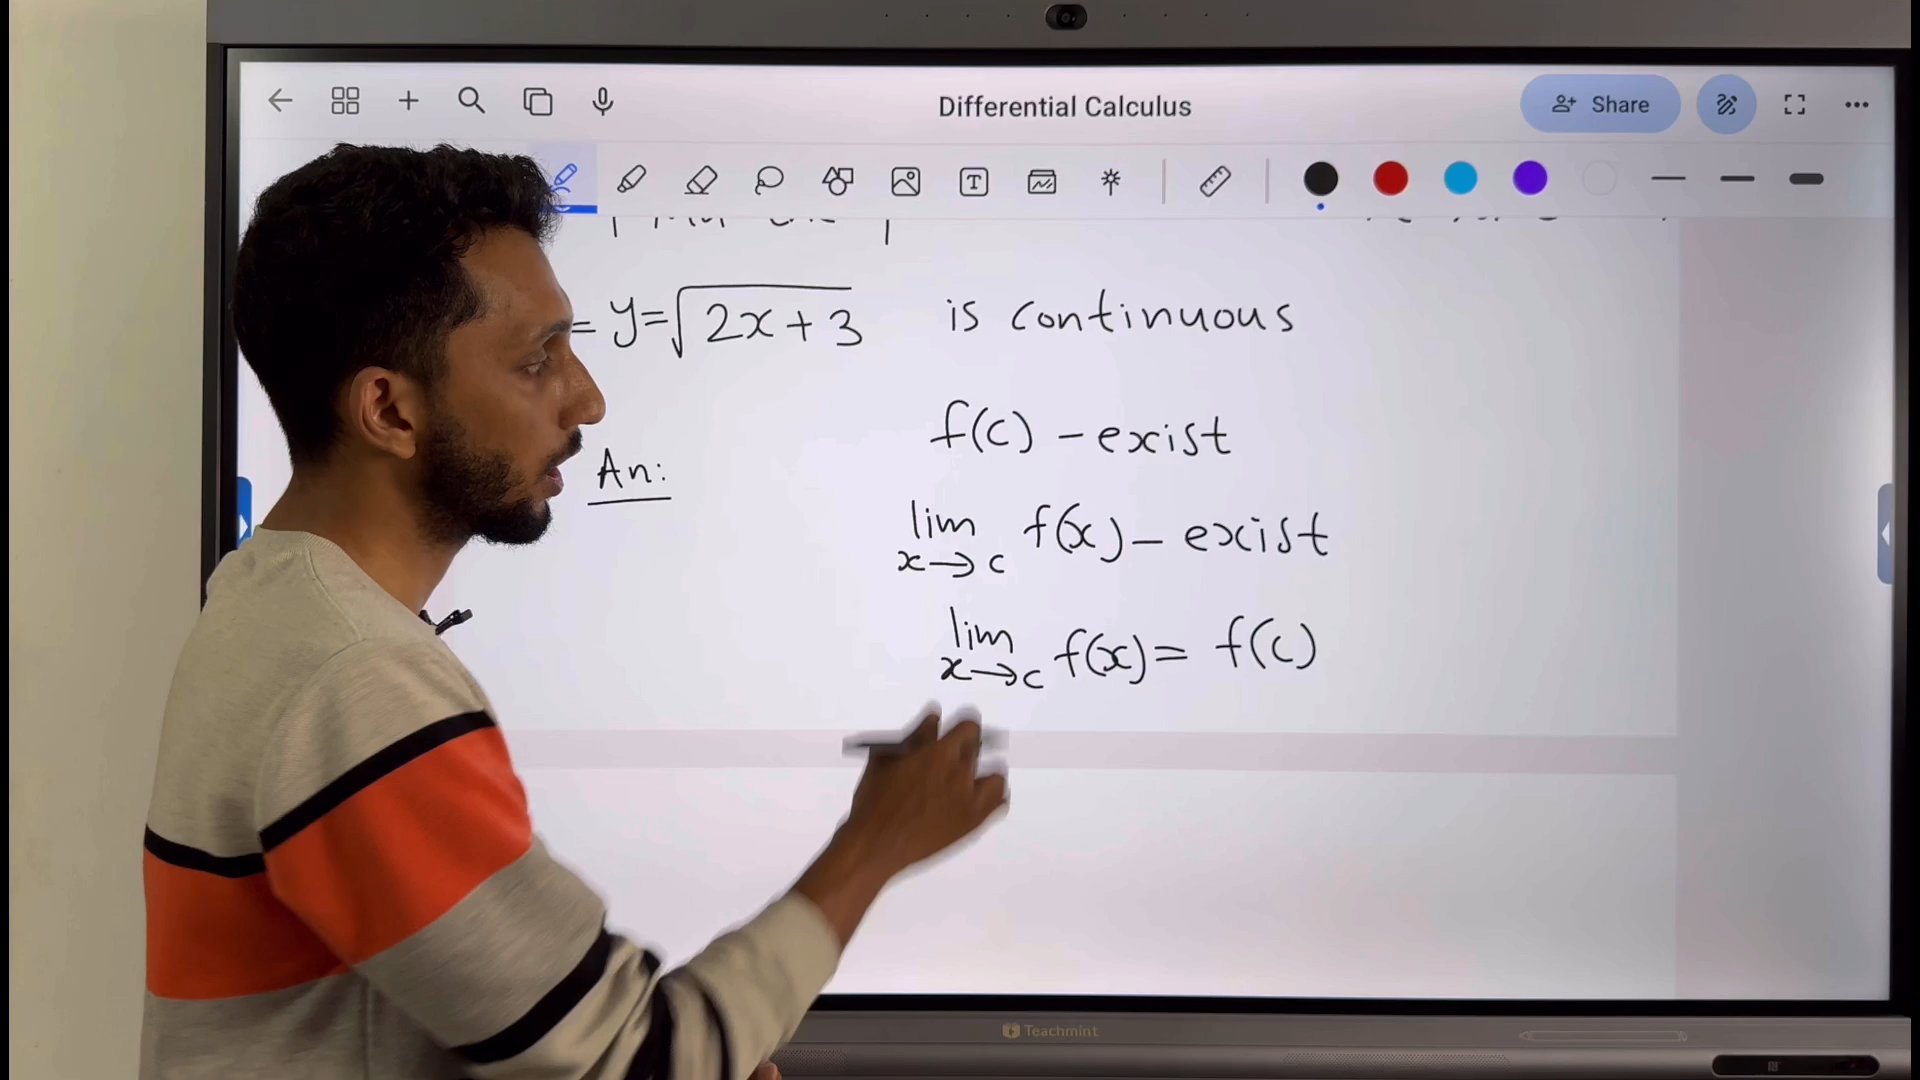 Differential Calculus
Share
= y=√2x+3 is continuous
f(c) - exist
An:
lim x→c f(x) - exist
lim x→c f(x) = f(c)
Teachmint